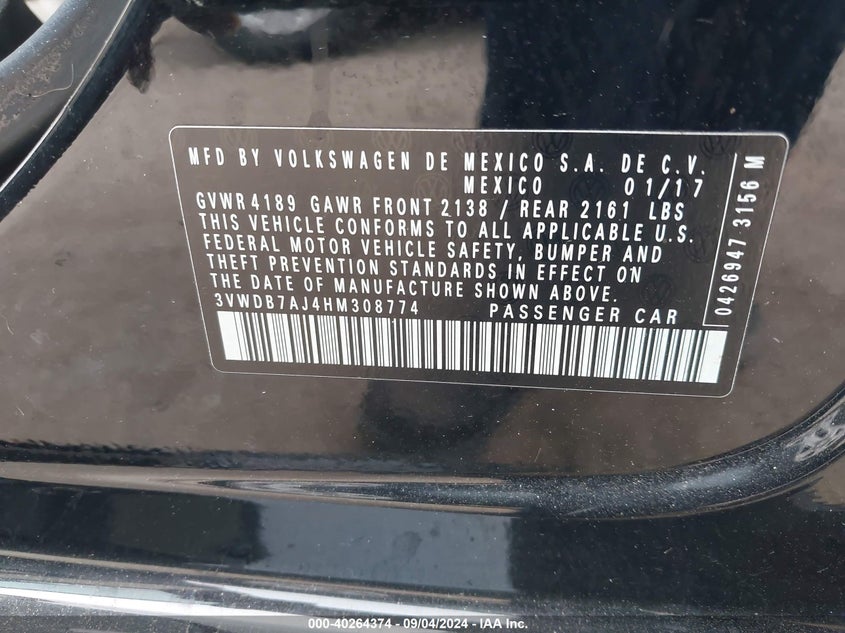 MFD BY VOLKSWAGEN DE MEXICO S.A. DE C.V.
MEXICO 01/17
GVWR 4189 GAWR FRONT 2138 / REAR 2161 LBS
THIS VEHICLE CONFORMS TO ALL APPLICABLE U.S.
FEDERAL MOTOR VEHICLE SAFETY, BUMPER AND
THEFT PREVENTION STANDARDS IN EFFECT ON
THE DATE OF MANUFACTURE SHOWN ABOVE.
3VWDB7AJ4HM308774 PASSENGER CAR
0426947 3156 M
000-40264374 - 09/04/2024 - IAA Inc.